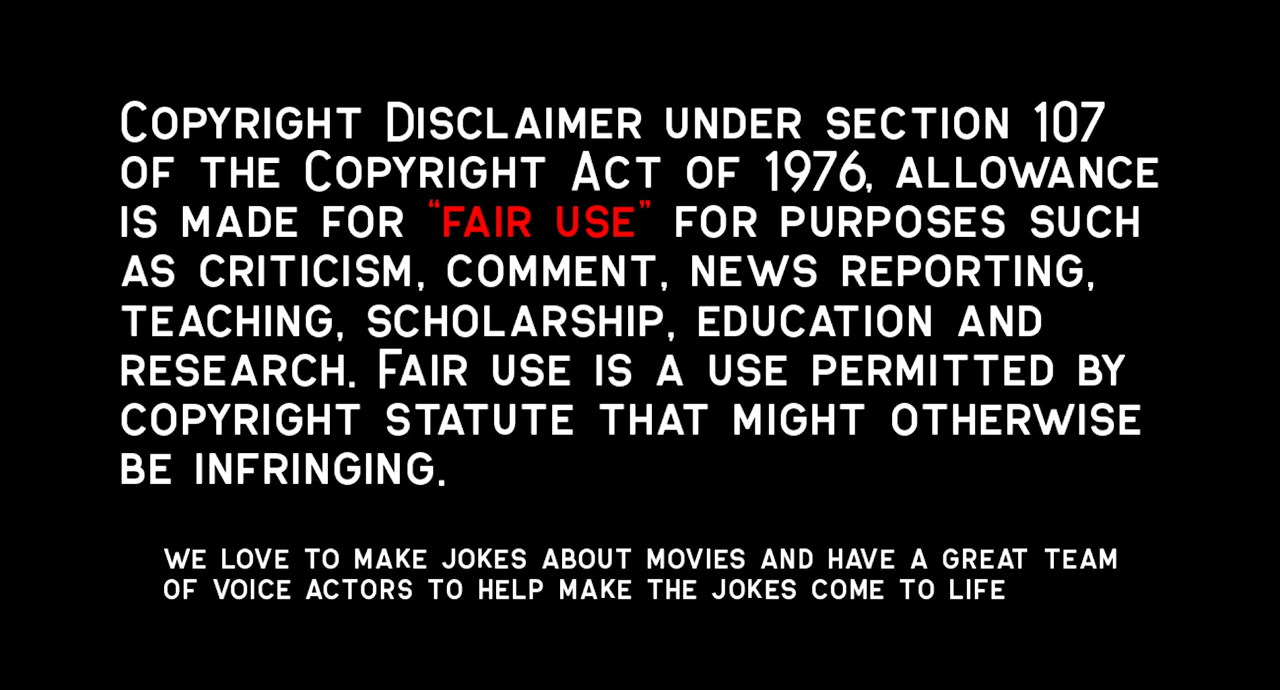 Copyright Disclaimer under section 107
of the Copyright Act of 1976, allowance
is made for “fair use” for purposes such
as criticism, comment, news reporting,
teaching, scholarship, education and
research. Fair use is a use permitted by
copyright statute that might otherwise
be infringing.
we love to make jokes about movies and have a great team
of voice actors to help make the jokes come to life